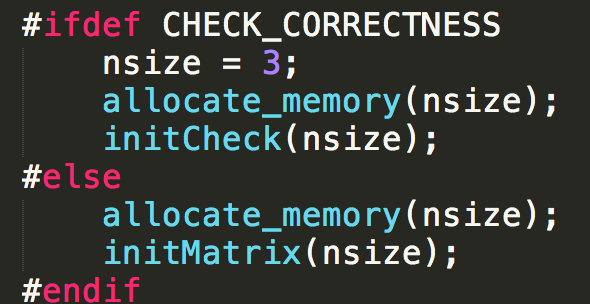 #ifdef CHECK_CORRECTNESS
    nsize = 3;
    allocate_memory(nsize);
    initCheck(nsize);
#else
    allocate_memory(nsize);
    initMatrix(nsize);
#endif